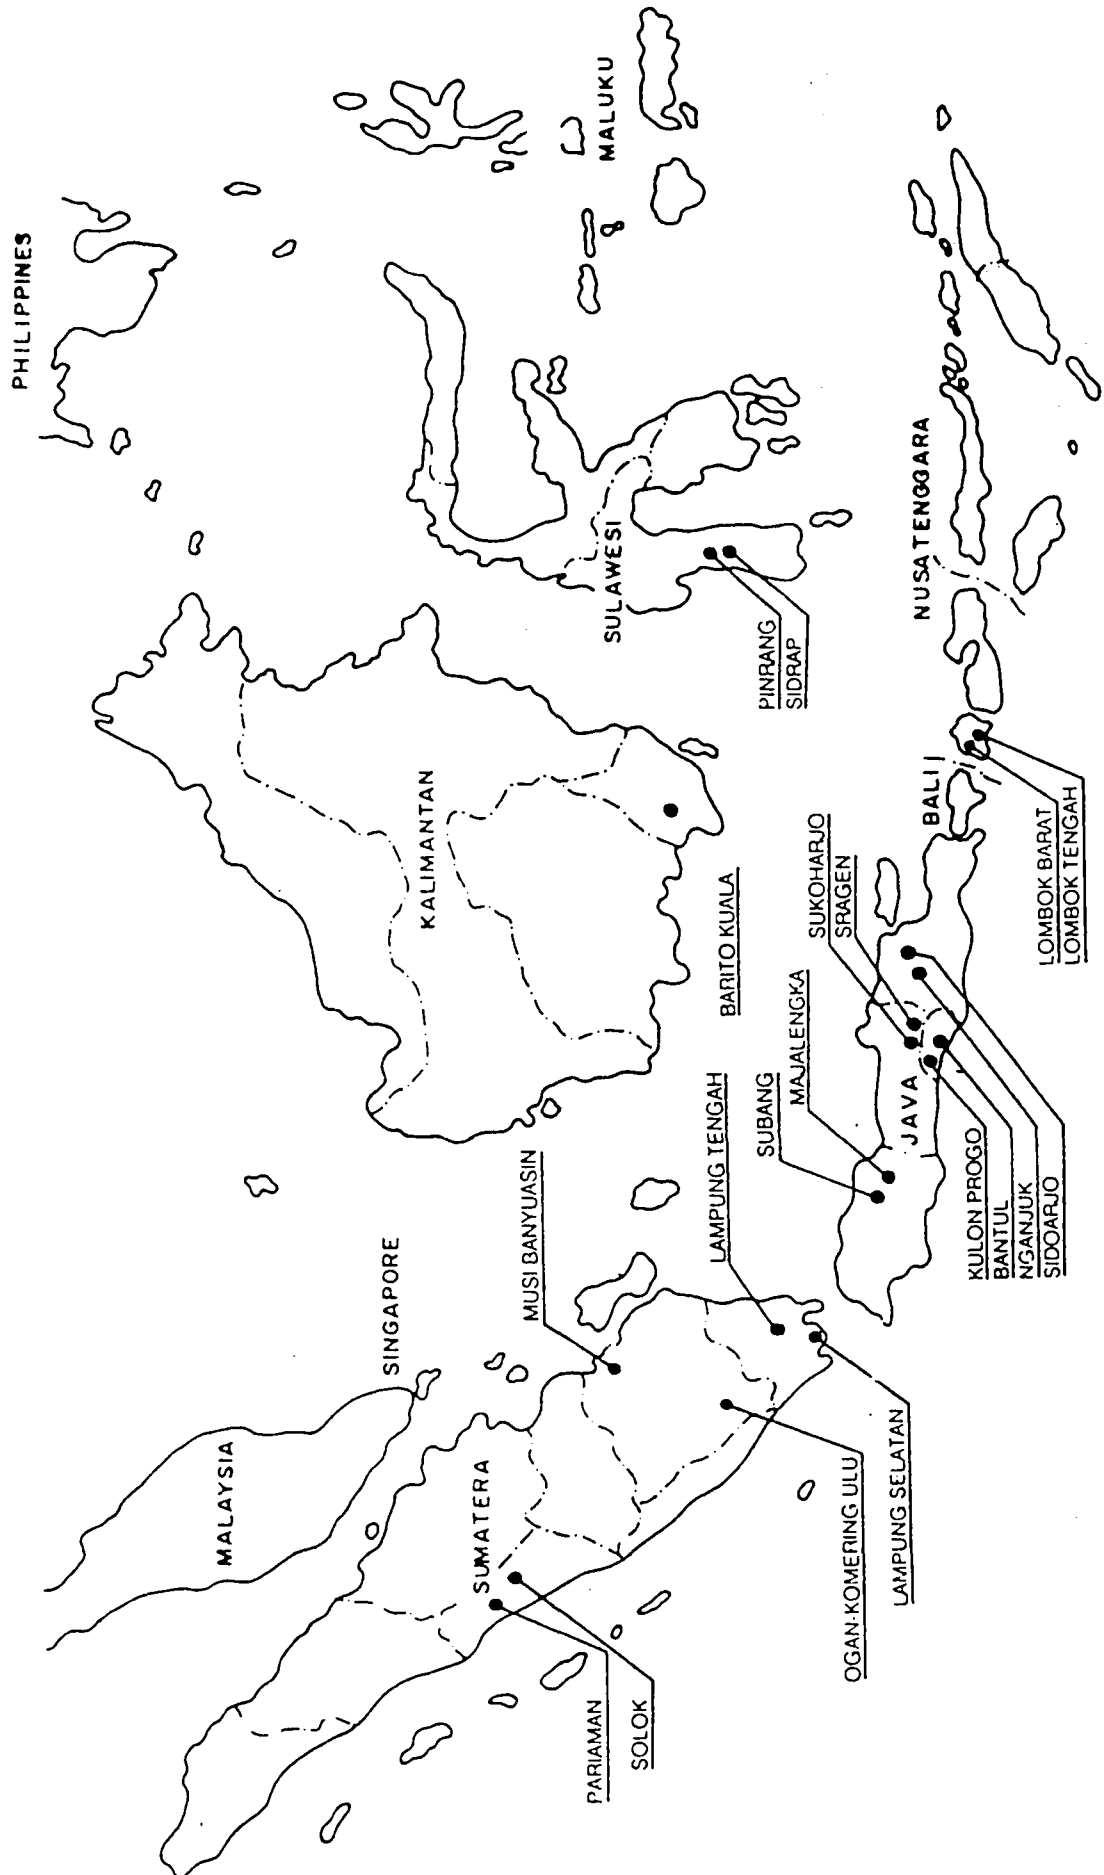 PHILIPPINES
MALAYSIA
SINGAPORE
SUMATERA
KALIMANTAN
SULAWESI
MALUKU
PARIAMAN
SOLOK
MUSI BANYUASIN
LAMPUNG TENGAH
OGAN-KOMERING ULU
LAMPUNG SELATAN
BARITO KUALA
PINRANG
SIDRAP
SUBANG
MAJALENGKA
SUKOHARJO
SRAGEN
JAVA
BALI
NUSATENGGARA
KULON PROGO
BANTUL
NGANJUK
SIDOARJO
LOMBOK BARAT
LOMBOK TENGAH